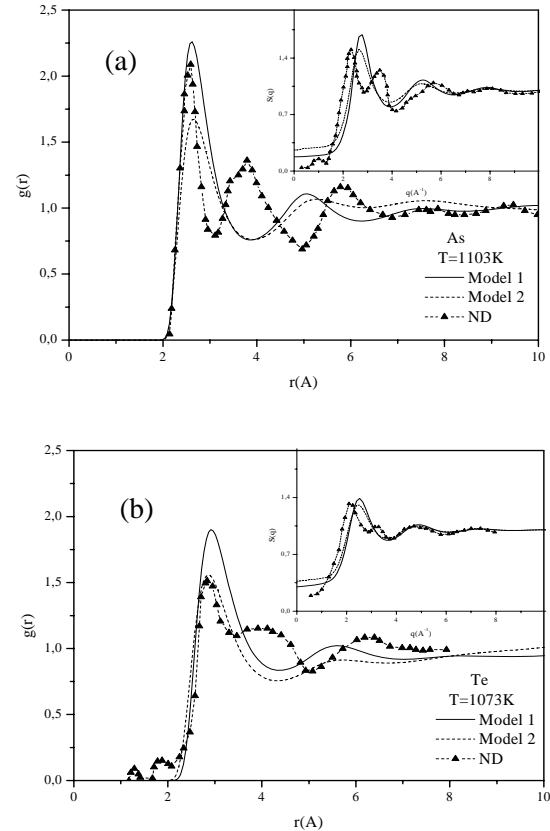 (a)
2,5
2,0
1,5
1,0
0,5
0,0
g(r)
0 2 4 6 8 10
r(A)
1,4
0,7
0,0
S(q)
0 2 4 6 8 10
q(A⁻¹)
As
T=1103K
Model 1
Model 2
ND
(b)
2,5
2,0
1,5
1,0
0,5
0,0
g(r)
0 2 4 6 8 10
r(A)
1,4
0,7
0,0
S(q)
0 2 4 6 8
q(A⁻¹)
Te
T=1073K
Model 1
Model 2
ND